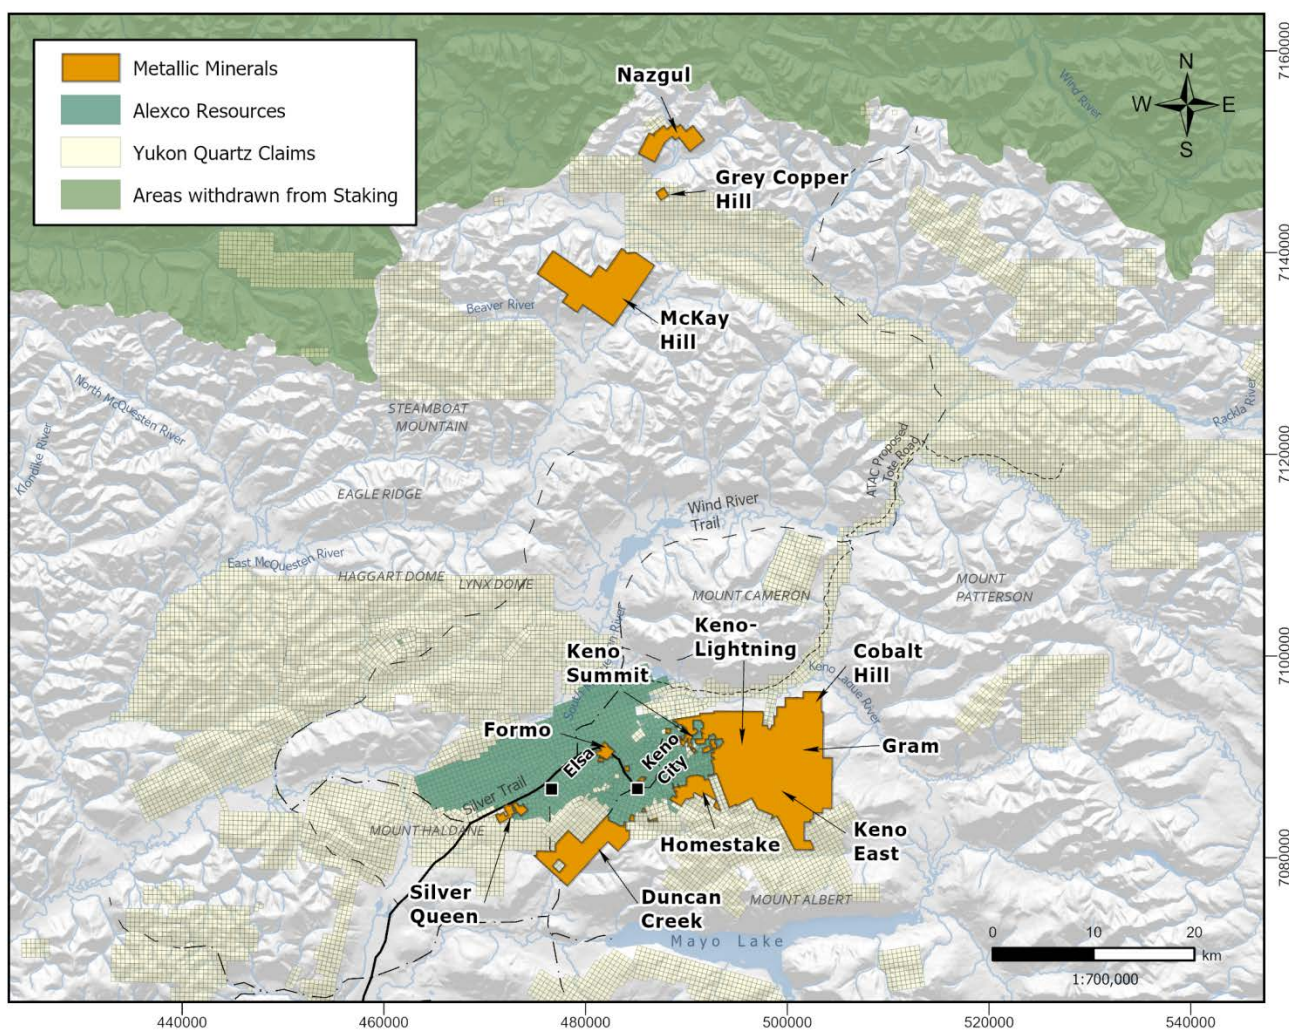 Metallic Minerals
Alexco Resources
Yukon Quartz Claims
Areas withdrawn from Staking
N
W E
S
Nazgul
Grey Copper
Hill
Wind River
McKay
Hill
Beaver River
North McQuesten River
Klondike River
STEAMBOAT
MOUNTAIN
Rackla River
EAGLE RIDGE
ATAC Proposed
Tote Road
Wind River
Trail
East McQuesten River
HAGGART DOME
LYNX DOME
MOUNT CAMERON
MOUNT
PATTERSON
Keno-
Lightning
Keno
Summit
Cobalt
Hill
Formo
Elsa
Keno
City
Gram
Silver Trail
MOUNT HALDANE
Homestake
Keno
East
Silver
Queen
Duncan
Creek
MOUNT ALBERT
Mayo Lake
0 10 20
km
1:700,000
440000 460000 480000 500000 520000 540000
7160000
7140000
7120000
7100000
7080000